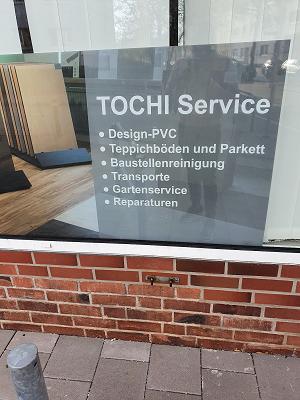 TOCHI Service
• Design-PVC
• Teppichböden und Parkett
• Baustellenreinigung
• Transporte
• Gartenservice
• Reparaturen